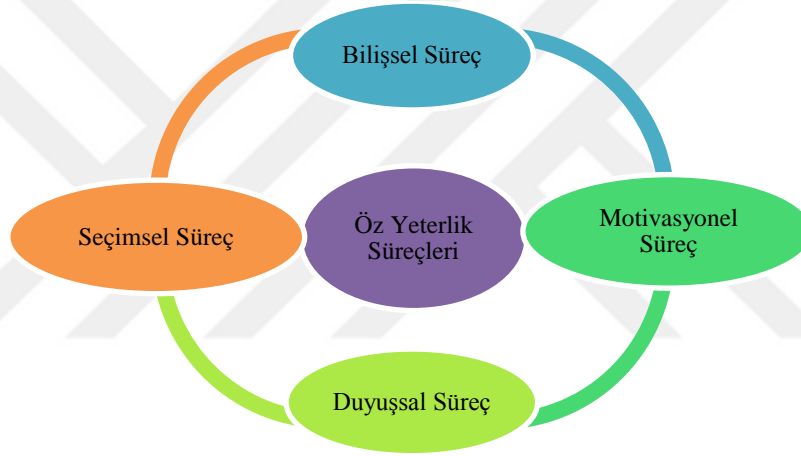 Bilişsel Süreç
Seçimsel Süreç
Öz Yeterlik
Süreçleri
Motivasyonel
Süreç
Duyuşsal Süreç